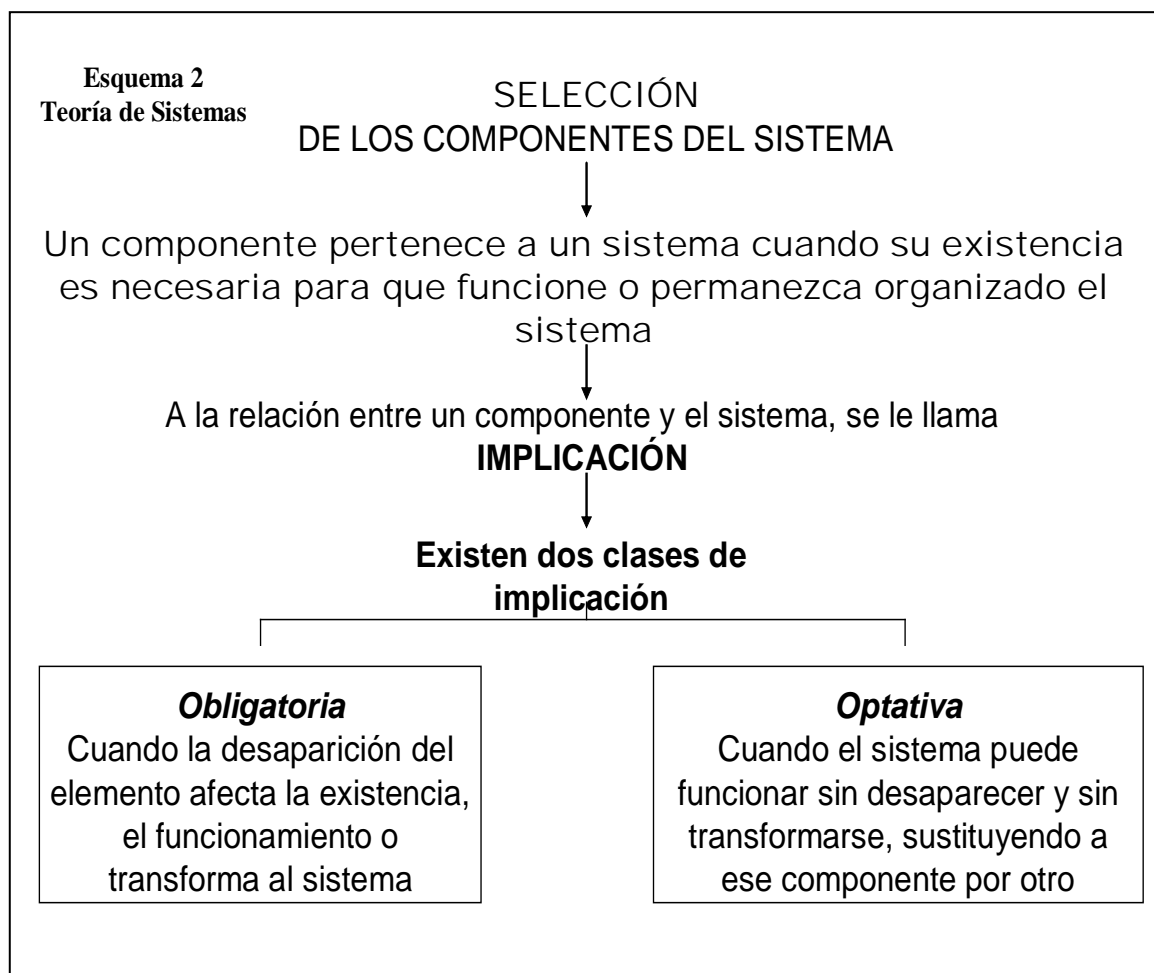 Esquema 2
Teoría de Sistemas
SELECCIÓN
DE LOS COMPONENTES DEL SISTEMA
Un componente pertenece a un sistema cuando su existencia
es necesaria para que funcione o permanezca organizado el
sistema
A la relación entre un componente y el sistema, se le llama
IMPLICACIÓN
Existen dos clases de
implicación
Obligatoria
Cuando la desaparición del
elemento afecta la existencia,
el funcionamiento o
transforma al sistema
Optativa
Cuando el sistema puede
funcionar sin desaparecer y sin
transformarse, sustituyendo a
ese componente por otro